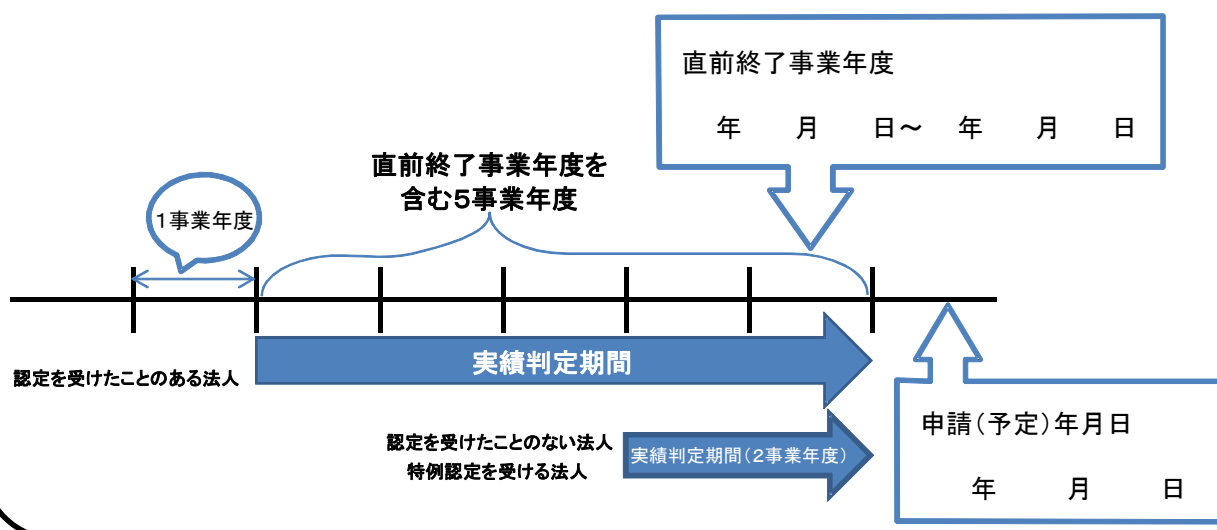 直前終了事業年度
年 月 日～ 年 月 日
直前終了事業年度を
含む５事業年度
１事業年度
実績判定期間
認定を受けたことのある法人
認定を受けたことのない法人
特例認定を受ける法人
実績判定期間（２事業年度）
申請（予定）年月日
年 月 日